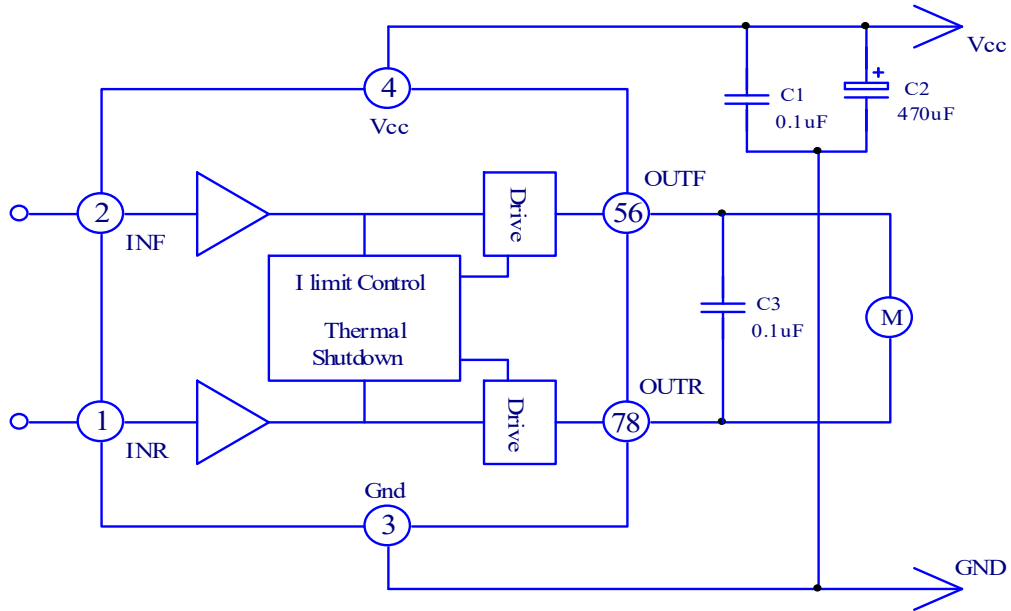 Vcc
4
Vcc
C1
0.1uF
+
C2
470uF
OUTF
2
INF
Drive
56
I limit Control
Thermal
Shutdown
C3
0.1uF
M
OUTR
1
INR
Drive
78
Gnd
3
GND